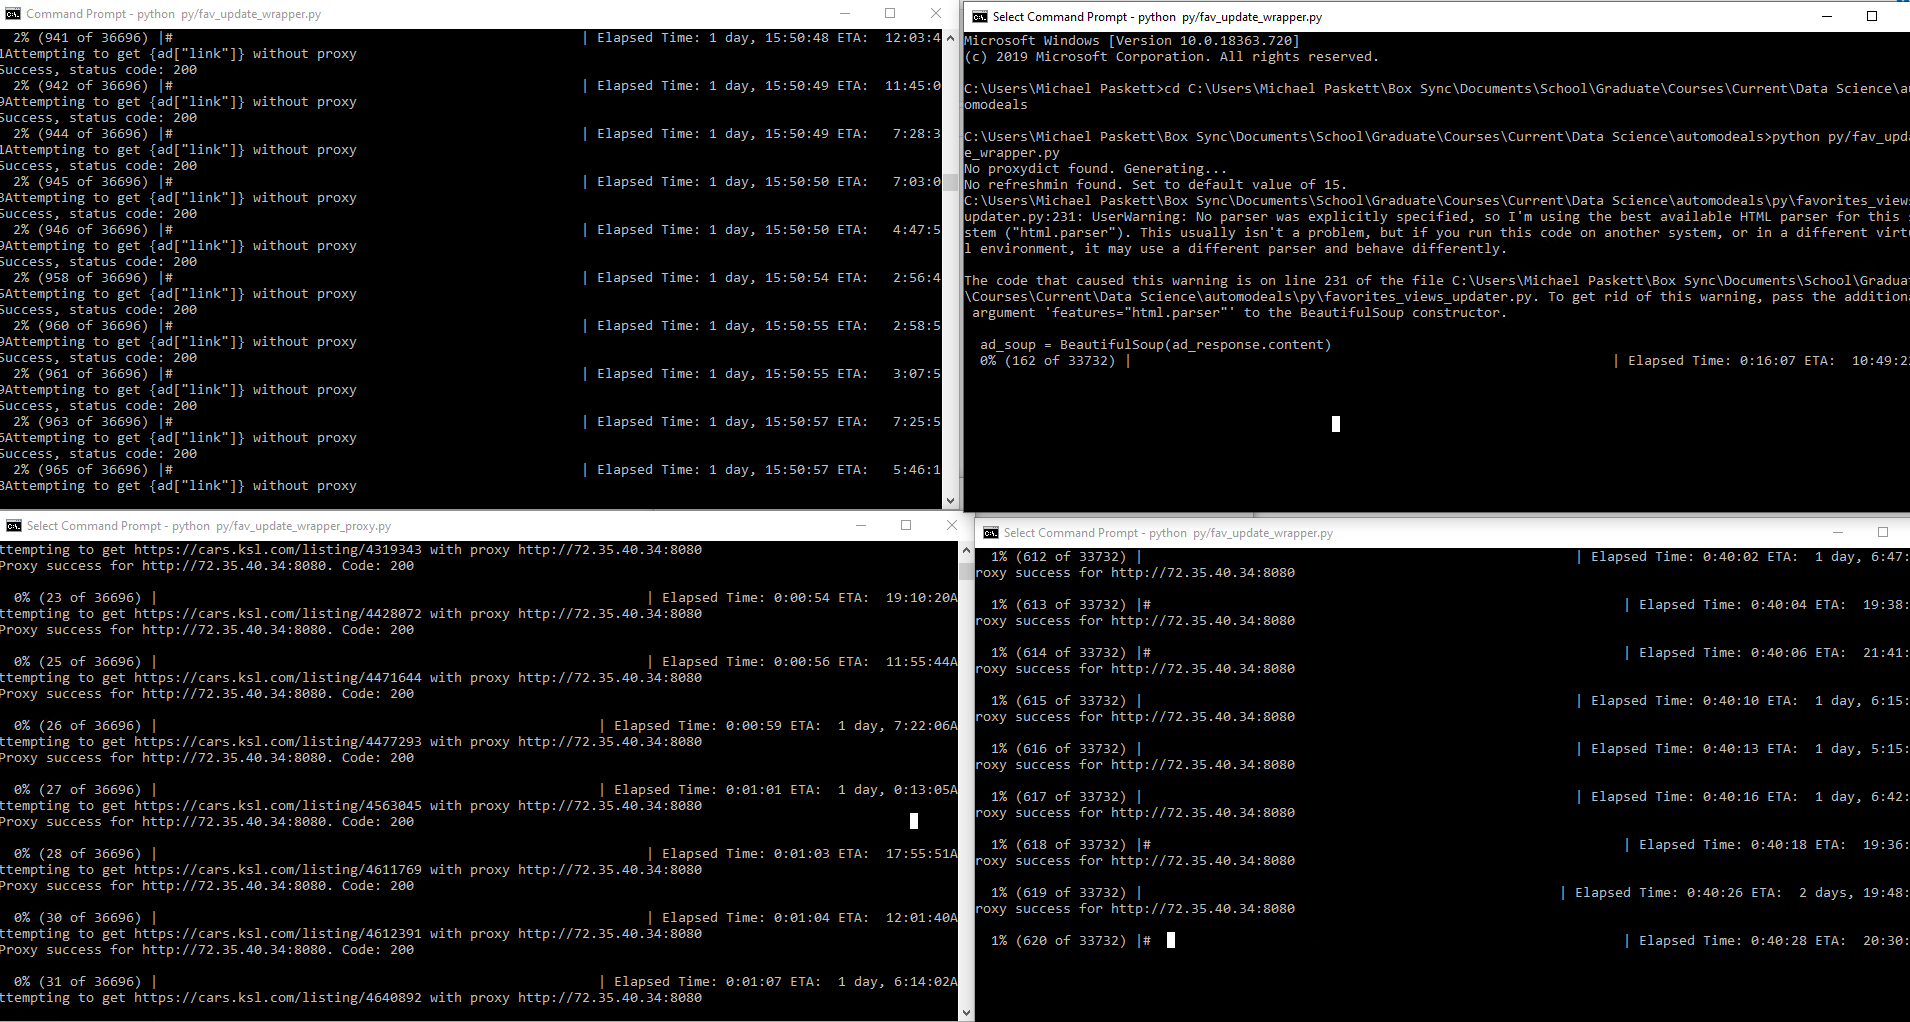 Command Prompt - python  py/fav_update_wrapper.py
2% (941 of 36696) |#                                                   | Elapsed Time: 1 day, 15:50:48 ETA:  12:03:4
1Attempting to get {ad["link"]} without proxy
Success, status code: 200
2% (942 of 36696) |#                                                   | Elapsed Time: 1 day, 15:50:49 ETA:  11:45:0
9Attempting to get {ad["link"]} without proxy
Success, status code: 200
2% (944 of 36696) |#                                                   | Elapsed Time: 1 day, 15:50:49 ETA:   7:28:3
1Attempting to get {ad["link"]} without proxy
Success, status code: 200
2% (945 of 36696) |#                                                   | Elapsed Time: 1 day, 15:50:50 ETA:   7:03:0
3Attempting to get {ad["link"]} without proxy
Success, status code: 200
2% (946 of 36696) |#                                                   | Elapsed Time: 1 day, 15:50:50 ETA:   4:47:5
9Attempting to get {ad["link"]} without proxy
Success, status code: 200
2% (958 of 36696) |#                                                   | Elapsed Time: 1 day, 15:50:54 ETA:   2:56:4
5Attempting to get {ad["link"]} without proxy
Success, status code: 200
2% (960 of 36696) |#                                                   | Elapsed Time: 1 day, 15:50:55 ETA:   2:58:5
9Attempting to get {ad["link"]} without proxy
Success, status code: 200
2% (961 of 36696) |#                                                   | Elapsed Time: 1 day, 15:50:55 ETA:   3:07:5
9Attempting to get {ad["link"]} without proxy
Success, status code: 200
2% (963 of 36696) |#                                                   | Elapsed Time: 1 day, 15:50:57 ETA:   7:25:5
6Attempting to get {ad["link"]} without proxy
Success, status code: 200
2% (965 of 36696) |#                                                   | Elapsed Time: 1 day, 15:50:57 ETA:   5:46:1
8Attempting to get {ad["link"]} without proxy
Select Command Prompt - python  py/fav_update_wrapper.py
Microsoft Windows [Version 10.0.18363.720]
(c) 2019 Microsoft Corporation. All rights reserved.
C:\Users\Michael Paskett>cd C:\Users\Michael Paskett\Box Sync\Documents\School\Graduate\Courses\Current\Data Science\au
omodeals
C:\Users\Michael Paskett\Box Sync\Documents\School\Graduate\Courses\Current\Data Science\automodeals>python py/fav_upda
e_wrapper.py
No proxydict found. Generating...
No refreshmin found. Set to default value of 15.
C:\Users\Michael Paskett\Box Sync\Documents\School\Graduate\Courses\Current\Data Science\automodeals\py\favorites_views
updater.py:231: UserWarning: No parser was explicitly specified, so I'm using the best available HTML parser for this s
stem ("html.parser"). This usually isn't a problem, but if you run this code on another system, or in a different virtu
l environment, it may use a different parser and behave differently.
The code that caused this warning is on line 231 of the file C:\Users\Michael Paskett\Box Sync\Documents\School\Graduat
\Courses\Current\Data Science\automodeals\py\favorites_views_updater.py. To get rid of this warning, pass the additiona
argument 'features="html.parser"' to the BeautifulSoup constructor.
ad_soup = BeautifulSoup(ad_response.content)
0% (162 of 33732) |                                                            | Elapsed Time: 0:16:07 ETA:  10:49:22
Select Command Prompt - python  py/fav_update_wrapper_proxy.py
ttempting to get https://cars.ksl.com/listing/4319343 with proxy http://72.35.40.34:8080
Proxy success for http://72.35.40.34:8080. Code: 200
0% (23 of 36696) |                                                             | Elapsed Time: 0:00:54 ETA:  19:10:20A
ttempting to get https://cars.ksl.com/listing/4428072 with proxy http://72.35.40.34:8080
Proxy success for http://72.35.40.34:8080. Code: 200
0% (25 of 36696) |                                                             | Elapsed Time: 0:00:56 ETA:  11:55:44A
ttempting to get https://cars.ksl.com/listing/4471644 with proxy http://72.35.40.34:8080
Proxy success for http://72.35.40.34:8080. Code: 200
0% (26 of 36696) |                                                       | Elapsed Time: 0:00:59 ETA:  1 day, 7:22:06A
ttempting to get https://cars.ksl.com/listing/4477293 with proxy http://72.35.40.34:8080
Proxy success for http://72.35.40.34:8080. Code: 200
0% (27 of 36696) |                                                       | Elapsed Time: 0:01:01 ETA:  1 day, 0:13:05A
ttempting to get https://cars.ksl.com/listing/4563045 with proxy http://72.35.40.34:8080
Proxy success for http://72.35.40.34:8080. Code: 200
0% (28 of 36696) |                                                             | Elapsed Time: 0:01:03 ETA:  17:55:51A
ttempting to get https://cars.ksl.com/listing/4611769 with proxy http://72.35.40.34:8080
Proxy success for http://72.35.40.34:8080. Code: 200
0% (30 of 36696) |                                                             | Elapsed Time: 0:01:04 ETA:  12:01:40A
ttempting to get https://cars.ksl.com/listing/4612391 with proxy http://72.35.40.34:8080
Proxy success for http://72.35.40.34:8080. Code: 200
0% (31 of 36696) |                                                       | Elapsed Time: 0:01:07 ETA:  1 day, 6:14:02A
ttempting to get https://cars.ksl.com/listing/4640892 with proxy http://72.35.40.34:8080
Select Command Prompt - python  py/fav_update_wrapper.py
1% (612 of 33732) |                                                      | Elapsed Time: 0:40:02 ETA:  1 day, 6:47:
roxy success for http://72.35.40.34:8080
1% (613 of 33732) |#                                                           | Elapsed Time: 0:40:04 ETA:  19:38:
roxy success for http://72.35.40.34:8080
1% (614 of 33732) |#                                                           | Elapsed Time: 0:40:06 ETA:  21:41:
roxy success for http://72.35.40.34:8080
1% (615 of 33732) |                                                      | Elapsed Time: 0:40:10 ETA:  1 day, 6:15:
roxy success for http://72.35.40.34:8080
1% (616 of 33732) |                                                      | Elapsed Time: 0:40:13 ETA:  1 day, 5:15:
roxy success for http://72.35.40.34:8080
1% (617 of 33732) |                                                      | Elapsed Time: 0:40:16 ETA:  1 day, 6:42:
roxy success for http://72.35.40.34:8080
1% (618 of 33732) |#                                                           | Elapsed Time: 0:40:18 ETA:  19:36:
roxy success for http://72.35.40.34:8080
1% (619 of 33732) |                                                    | Elapsed Time: 0:40:26 ETA:  2 days, 19:48:
roxy success for http://72.35.40.34:8080
1% (620 of 33732) |#                                                           | Elapsed Time: 0:40:28 ETA:  20:30: